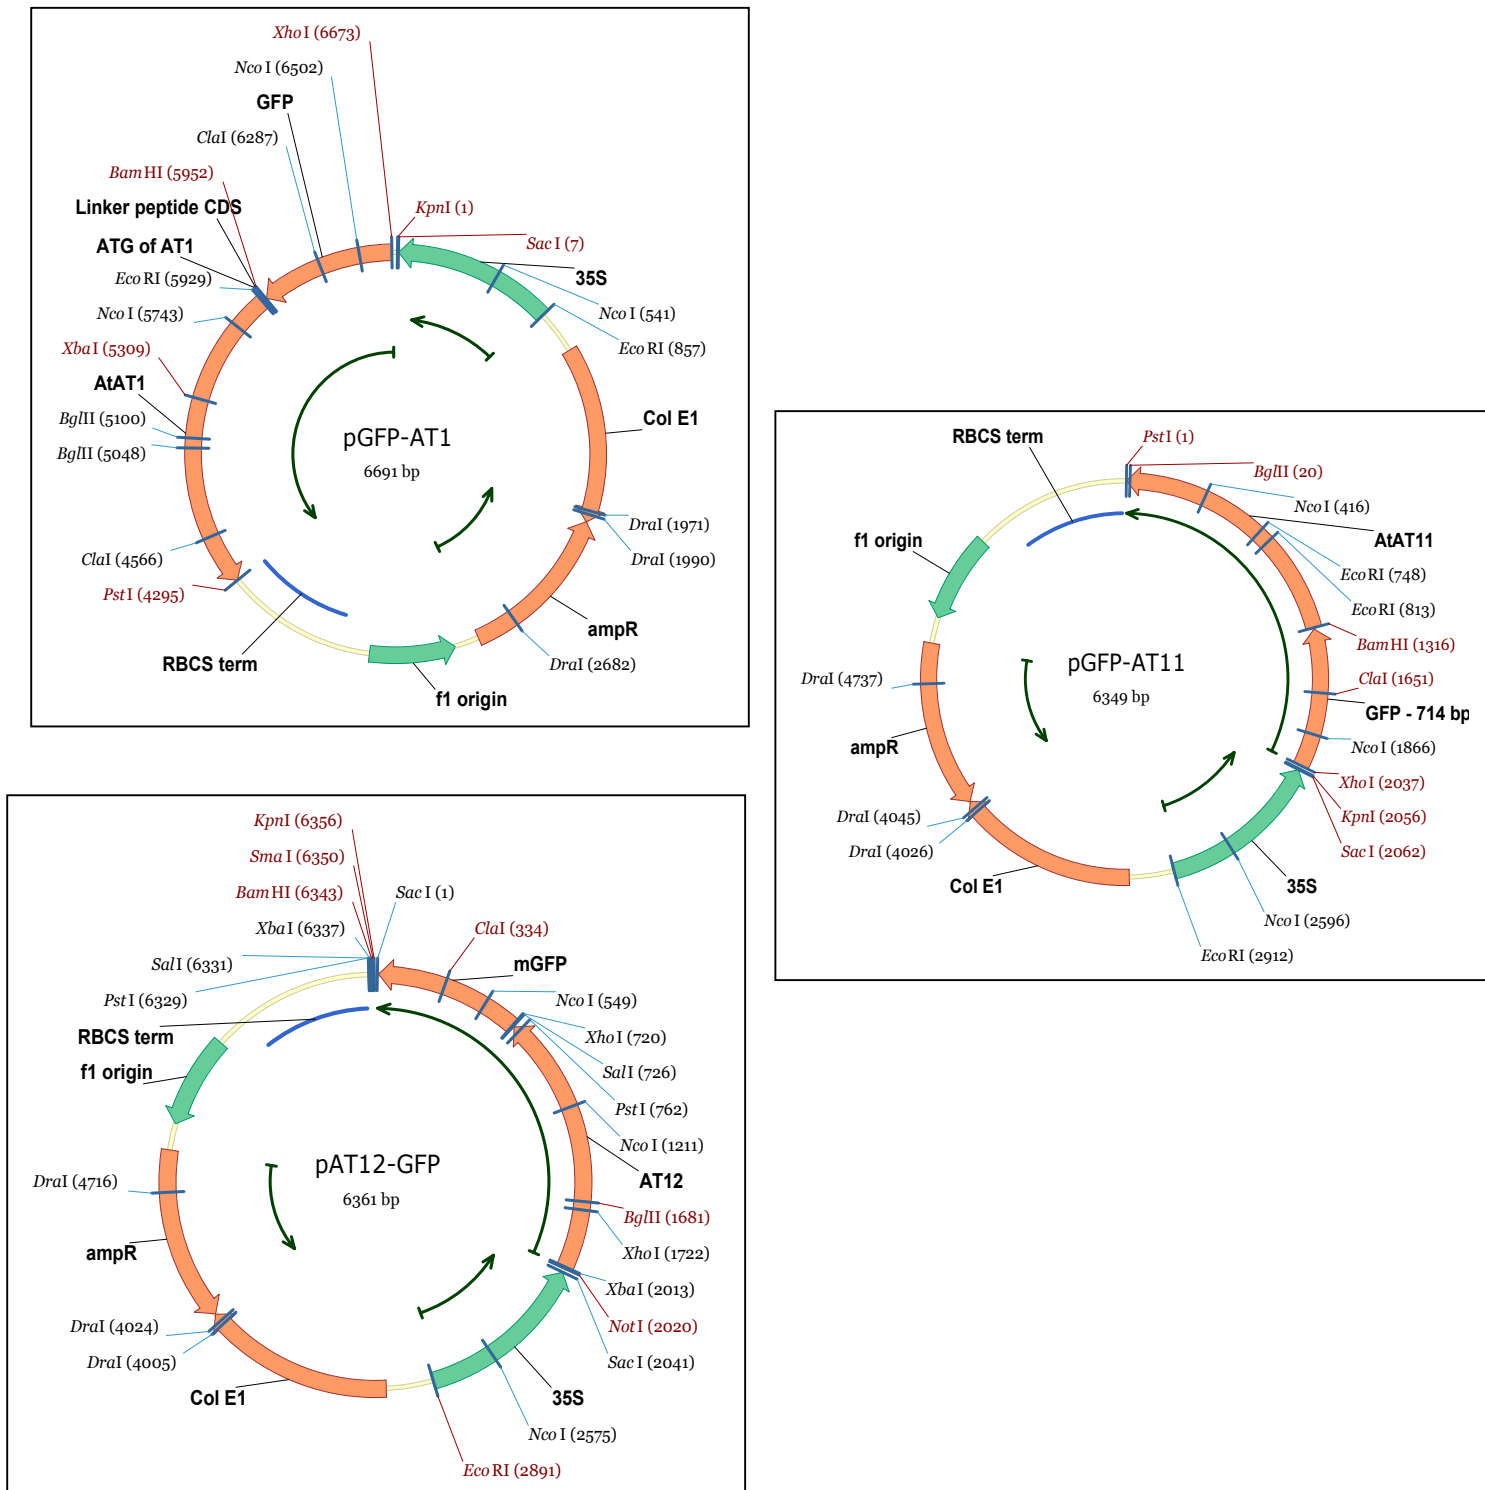 XhoI (6673)
NcoI (6502)
GFP
ClaI (6287)
BamHI (5952)
Linker peptide CDS
ATG of AT1
EcoRI (5929)
NcoI (5743)
XbaI (5309)
AtAT1
BglII (5100)
BglII (5048)
ClaI (4566)
PstI (4295)
RBCS term
KpnI (1)
SacI (7)
35S
NcoI (541)
EcoRI (857)
Col E1
DraI (1971)
DraI (1990)
ampR
DraI (2682)
f1 origin
pGFP-AT1
6691 bp
RBCS term
PstI (1)
BglII (20)
NcoI (416)
AtAT11
EcoRI (748)
EcoRI (813)
BamHI (1316)
ClaI (1651)
GFP - 714 bp
NcoI (1866)
XhoI (2037)
KpnI (2056)
SacI (2062)
35S
NcoI (2596)
EcoRI (2912)
f1 origin
DraI (4737)
ampR
DraI (4045)
DraI (4026)
Col E1
pGFP-AT11
6349 bp
KpnI (6356)
SmaI (6350)
BamHI (6343)
XbaI (6337)
SalI (6331)
PstI (6329)
RBCS term
f1 origin
SacI (1)
ClaI (334)
mGFP
NcoI (549)
XhoI (720)
SalI (726)
PstI (762)
NcoI (1211)
AT12
BglII (1681)
XhoI (1722)
XbaI (2013)
NotI (2020)
SacI (2041)
35S
NcoI (2575)
EcoRI (2891)
DraI (4716)
ampR
DraI (4024)
DraI (4005)
Col E1
pAT12-GFP
6361 bp